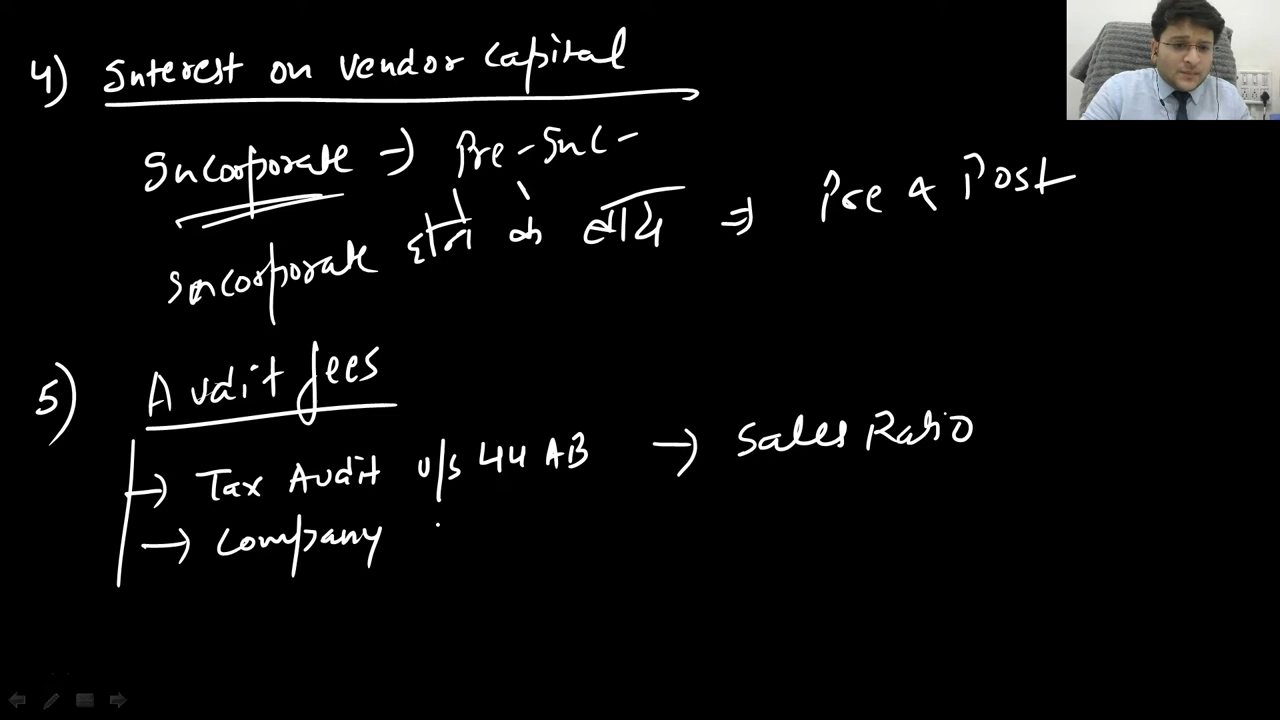 4) Interest on Vendor Capital
Incorporate → Pre-Inc -
Incorporate होने के बाद ⇒ Pre & Post
5) Audit fees
→ Tax Audit u/s 44 AB → Sales Ratio
→ Company